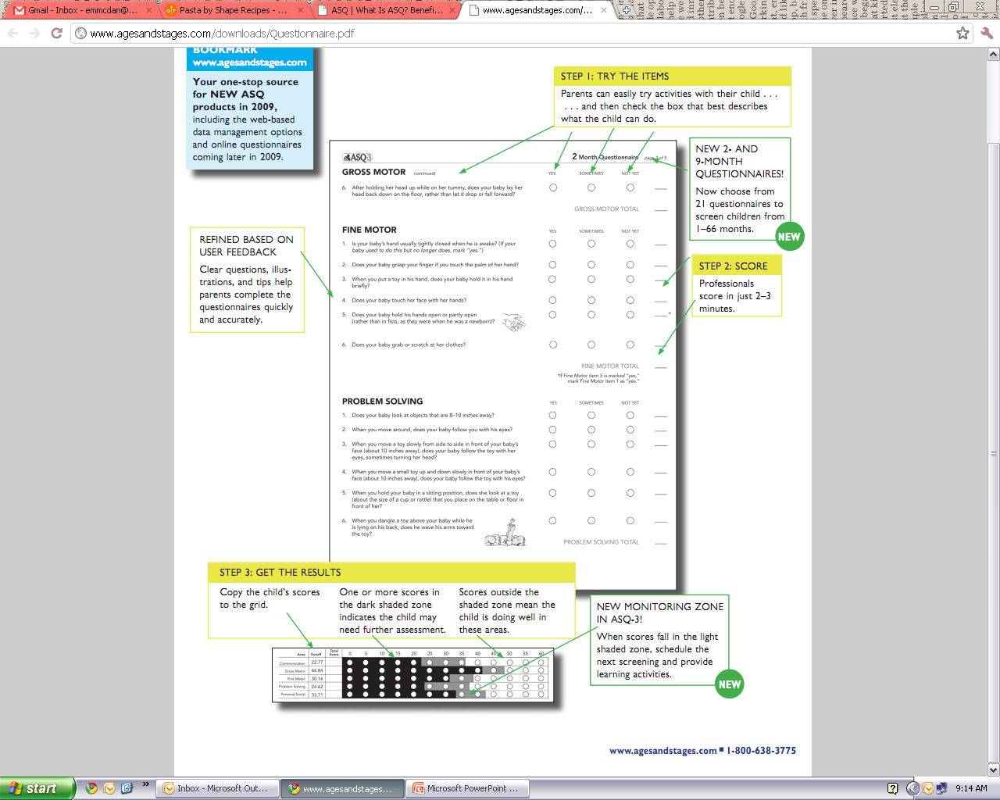 Gmail - Inbox - emmcdan@...
Pasta by Shape Recipes - ...
ASQ | What Is ASQ? Benefi...
www.agesandstages.com/...
www.agesandstages.com/downloads/Questionnaire.pdf
BOOKMARK
www.agesandstages.com
Your one-stop source
for NEW ASQ
products in 2009,
including the web-based
data management options
and online questionnaires
coming later in 2009.
STEP 1: TRY THE ITEMS
Parents can easily try activities with their child . . .
. . . and then check the box that best describes
what the child can do.
NEW 2- AND
9-MONTH
QUESTIONNAIRES!
Now choose from
21 questionnaires to
screen children from
1–66 months.
NEW
REFINED BASED ON
USER FEEDBACK
Clear questions, illus-
trations, and tips help
parents complete the
questionnaires quickly
and accurately.
STEP 2: SCORE
Professionals
score in just 2–3
minutes.
ASQ3
2 Month Questionnaire page 3 of 5
GROSS MOTOR (continued) YES SOMETIMES NOT YET
6. After holding her head up while on her tummy, does your baby lay her
head back down on the floor, rather than let it drop or fall forward?
GROSS MOTOR TOTAL
FINE MOTOR YES SOMETIMES NOT YET
1. Is your baby's hand usually tightly closed when he is awake? (If your
baby used to do this but no longer does, mark "yes.")
2. Does your baby grasp your finger if you touch the palm of her hand?
3. When you put a toy in his hand, does your baby hold it in his hand
briefly?
4. Does your baby touch her face with her hands?
5. Does your baby hold his hands open or partly open
(rather than in fists, as they were when he was a newborn)? *
6. Does your baby grab or scratch at her clothes?
FINE MOTOR TOTAL
*If Fine Motor item 5 is marked "yes,"
mark Fine Motor item 1 as "yes."
PROBLEM SOLVING YES SOMETIMES NOT YET
1. Does your baby look at objects that are 8–10 inches away?
2. When you move around, does your baby follow you with his eyes?
3. When you move a toy slowly from side to side in front of your baby's
face (about 10 inches away), does your baby follow the toy with her
eyes, sometimes turning her head?
4. When you move a small toy up and down slowly in front of your baby's
face (about 10 inches away), does your baby follow the toy with his eyes?
5. When you hold your baby in a sitting position, does she look at a toy
(about the size of a cup or rattle) that you place on the table or floor in
front of her?
6. When you dangle a toy above your baby while he
is lying on his back, does he wave his arms toward
the toy?
PROBLEM SOLVING TOTAL
STEP 3: GET THE RESULTS
Copy the child's scores
to the grid.
One or more scores in
the dark shaded zone
indicates the child may
need further assessment.
Scores outside the
shaded zone mean the
child is doing well in
these areas.
NEW MONITORING ZONE
IN ASQ-3!
When scores fall in the light
shaded zone, schedule the
next screening and provide
learning activities.
NEW
Area Cutoff Total Score 0 5 10 15 20 25 30 35 40 45 50 55 60
Communication 22.77
Gross Motor 44.84
Fine Motor 30.16
Problem Solving 24.62
Personal-Social 33.71
www.agesandstages.com ■ 1-800-638-3775
start
Inbox - Microsoft Out...
www.agesandstages...
Microsoft PowerPoint ...
9:14 AM